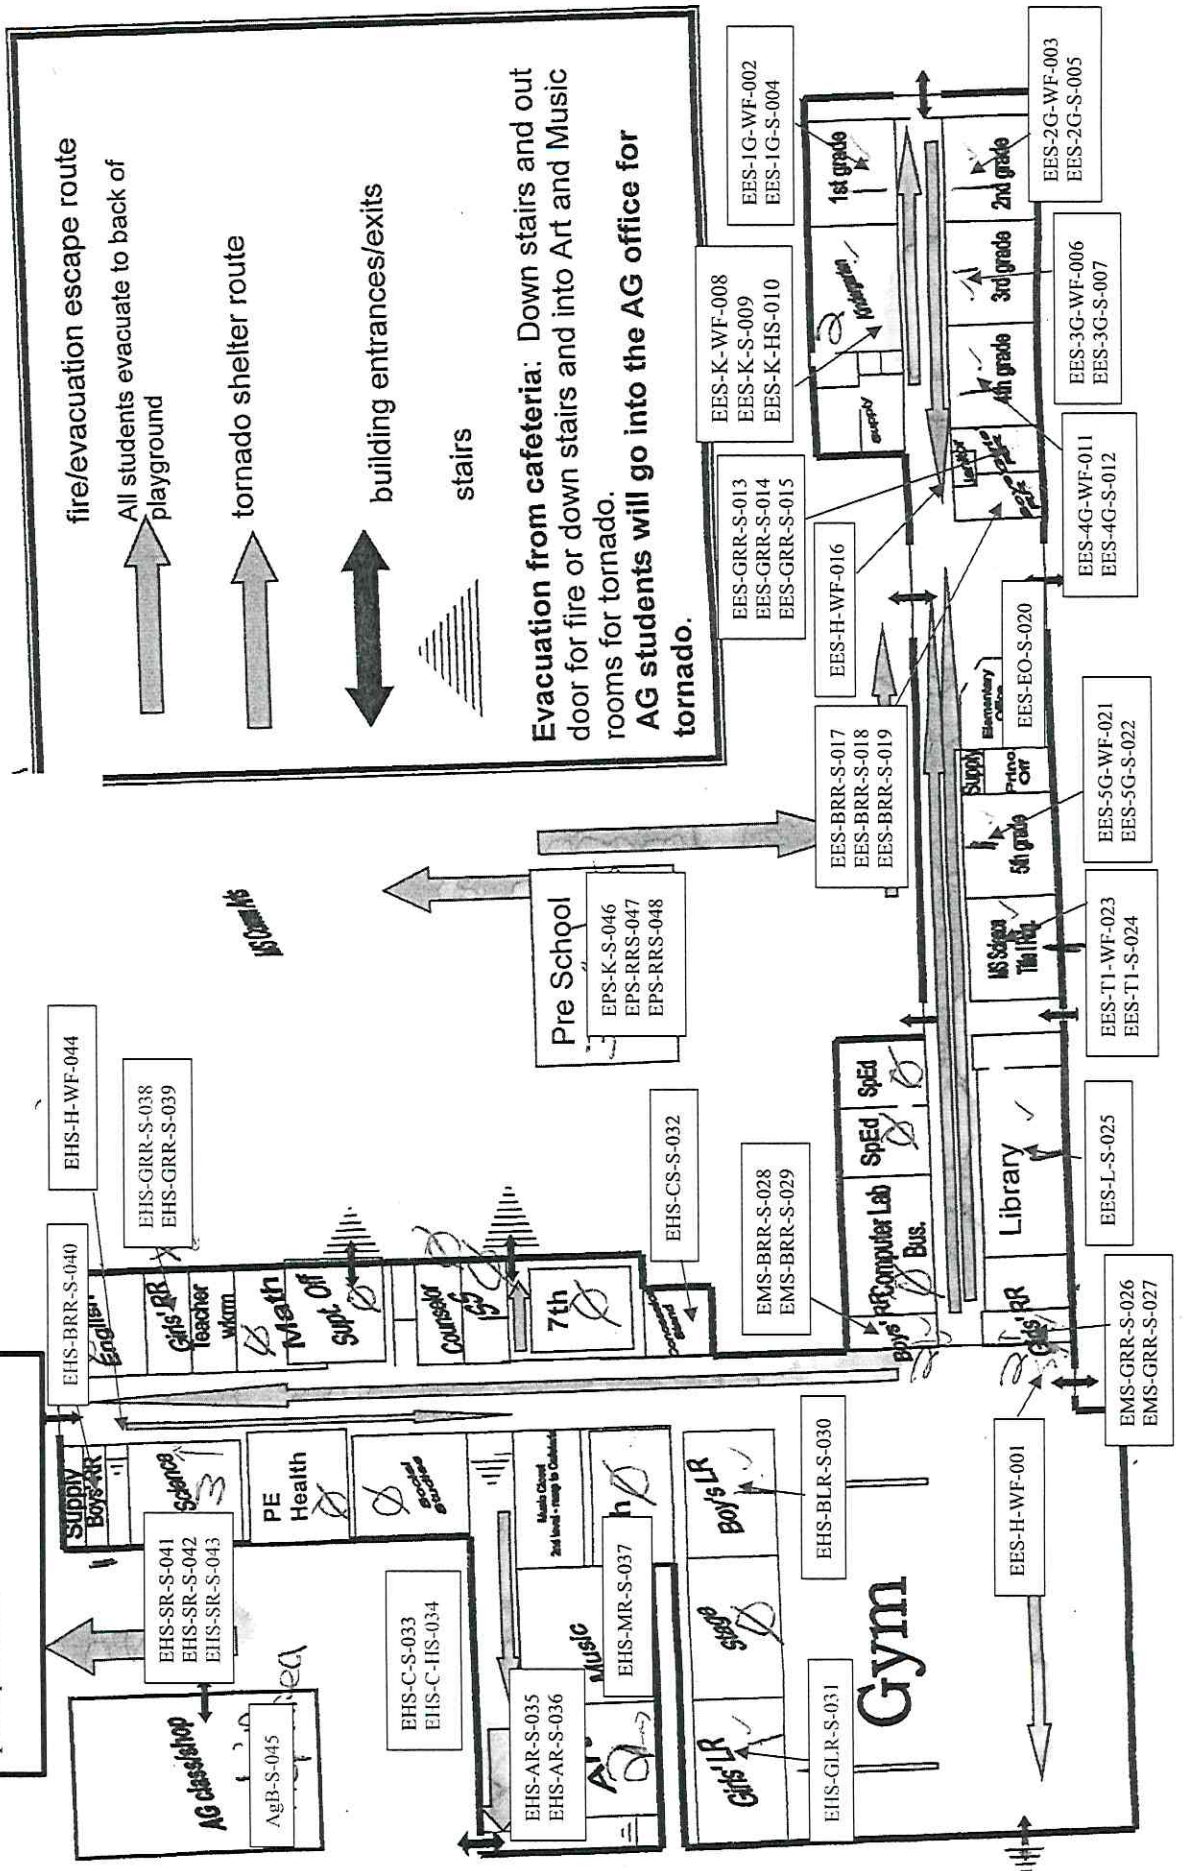 fire/evacuation escape route
All students evacuate to back of
playground
tornado shelter route
building entrances/exits
stairs
Evacuation from cafeteria: Down stairs and out
door for fire or down stairs and into Art and Music
rooms for tornado.
AG students will go into the AG office for
tornado.
EHS-H-WF-044
EHS-BRR-S-040
EHS-GRR-S-038
EHS-GRR-S-039
English
Girls' RR
Teacher
Wkrm
Math
Supt Off
Counselor
ISS
7th
EHS-CS-S-032
Supply
Boys' RR
Science
3
PE
Health
Social
Studies
Music Closet
EHS-SR-S-041
EHS-SR-S-042
EHS-SR-S-043
AG class/shop
AgB-S-045
EHS-C-S-033
EHS-C-HS-034
EHS-AR-S-035
EHS-AR-S-036
Music
EHS-MR-S-037
2
Boy's LR
Stage
Girls' LR
EHS-BLR-S-030
EHS-GLR-S-031
Gym
EES-H-WF-001
Pre School
EPS-K-S-046
EPS-RRS-047
EPS-RRS-048
EMS-BRR-S-028
EMS-BRR-S-029
Boys' RR
2
Computer Lab
Bus.
SpEd
SpEd
Girls' RR
2
EMS-GRR-S-026
EMS-GRR-S-027
Library
EES-L-S-025
MS Science
Title I Rdg.
EES-T1-WF-023
EES-T1-S-024
5th grade
EES-5G-WF-021
EES-5G-S-022
Supply
Princ
Off
Elementary
Office
EES-EO-S-020
EES-BRR-S-017
EES-BRR-S-018
EES-BRR-S-019
EES-H-WF-016
EES-GRR-S-013
EES-GRR-S-014
EES-GRR-S-015
EES-K-WF-008
EES-K-S-009
EES-K-HS-010
EES-1G-WF-002
EES-1G-S-004
Supply
2
Kindergarten
1st grade
Janitor
4th grade
3rd grade
2nd grade
EES-4G-WF-011
EES-4G-S-012
EES-3G-WF-006
EES-3G-S-007
EES-2G-WF-003
EES-2G-S-005